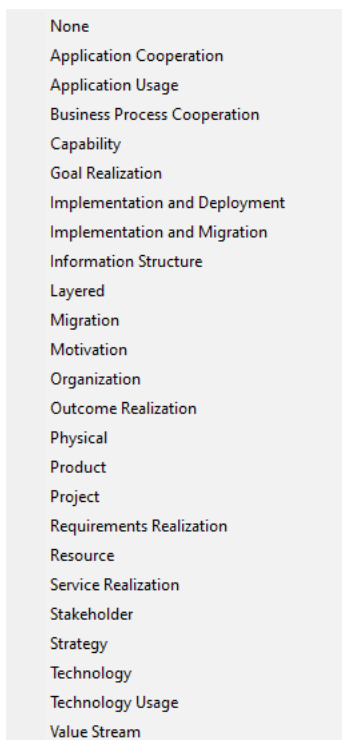 None
Application Cooperation
Application Usage
Business Process Cooperation
Capability
Goal Realization
Implementation and Deployment
Implementation and Migration
Information Structure
Layered
Migration
Motivation
Organization
Outcome Realization
Physical
Product
Project
Requirements Realization
Resource
Service Realization
Stakeholder
Strategy
Technology
Technology Usage
Value Stream